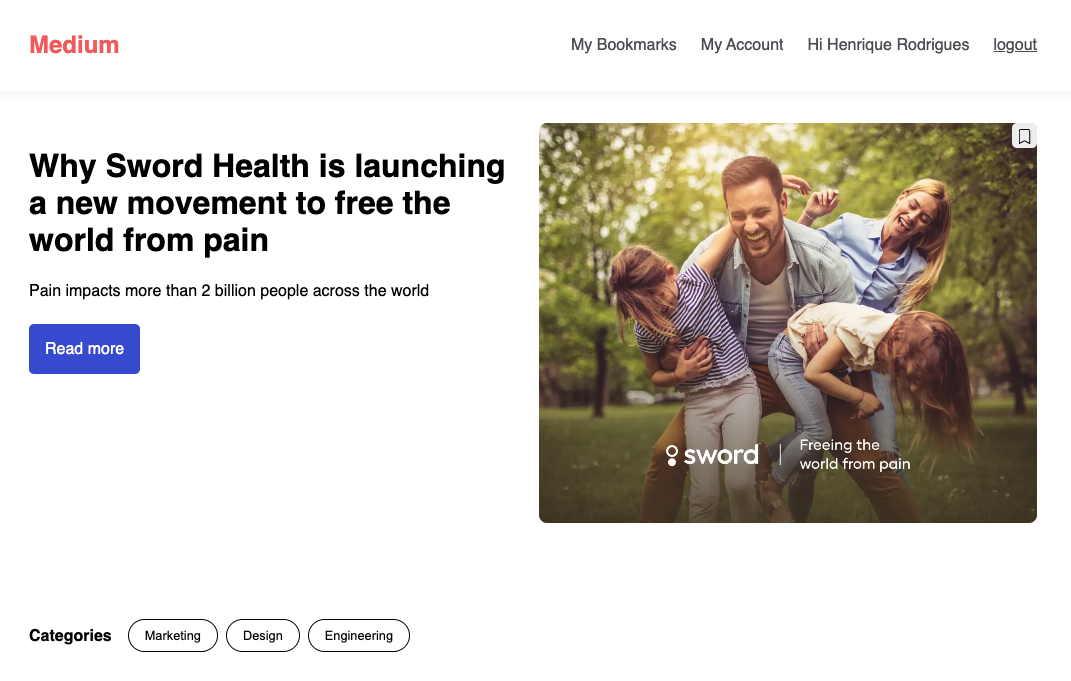 Medium
My Bookmarks My Account Hi Henrique Rodrigues logout
Why Sword Health is launching
a new movement to free the
world from pain
Pain impacts more than 2 billion people across the world
Read more
sword
Freeing the
world from pain
Categories Marketing Design Engineering